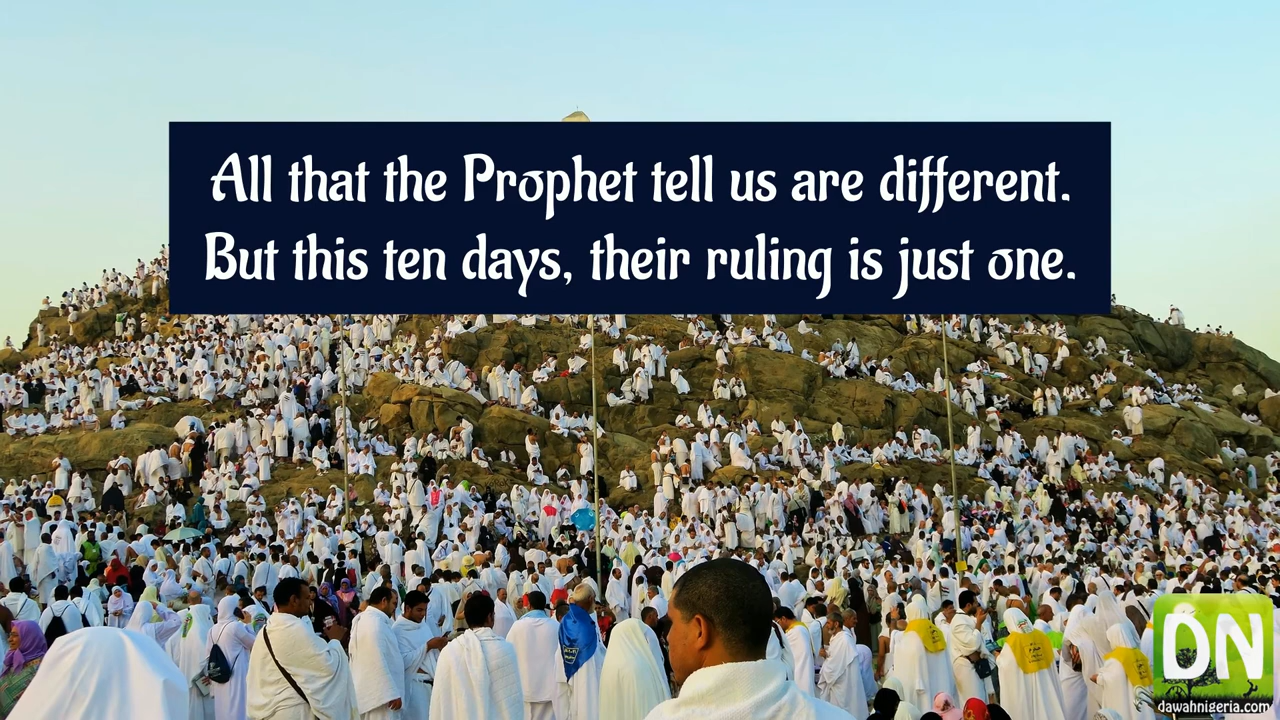 All that the Prophet tell us are different.
But this ten days, their ruling is just one.
DN
dawahnigeria.com